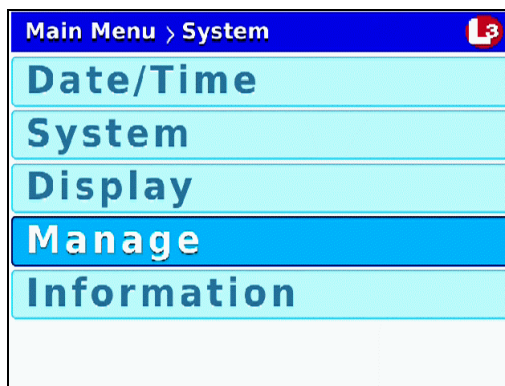 Main Menu > System L3
Date/Time
System
Display
Manage
Information